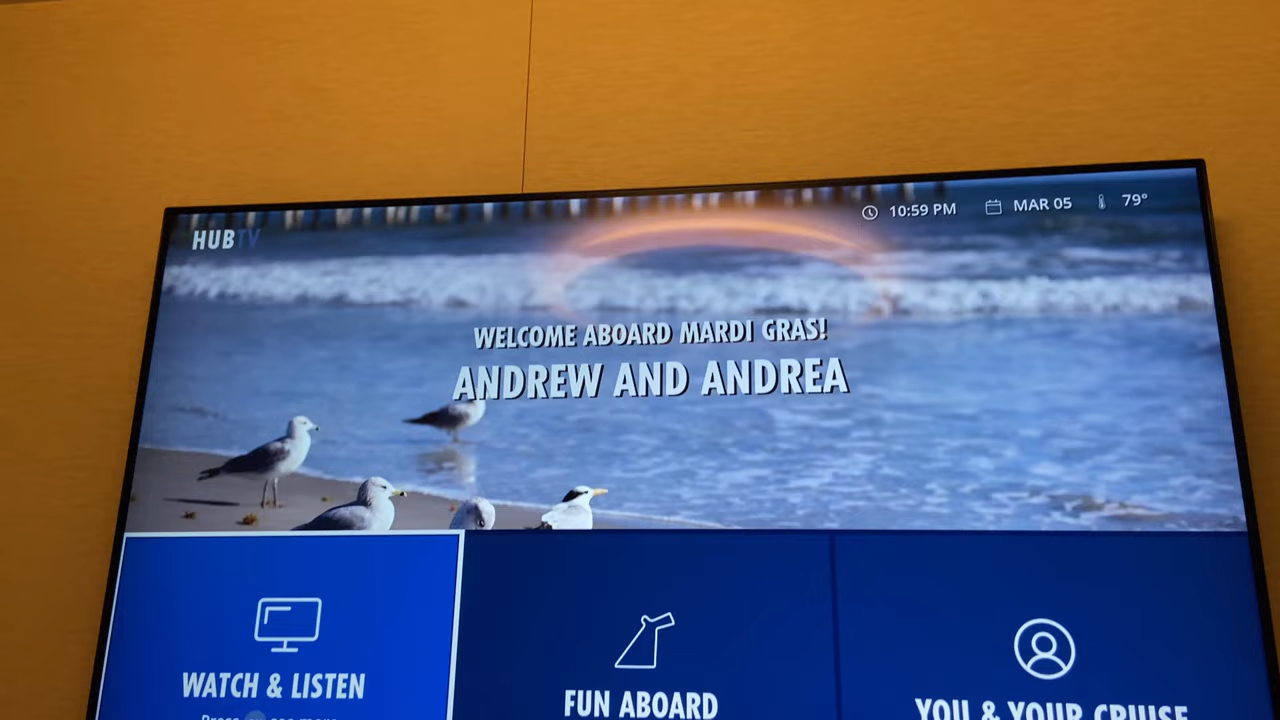 HUBTV
10:59 PM
MAR 05
79°
WELCOME ABOARD MARDI GRAS!
ANDREW AND ANDREA
WATCH & LISTEN
FUN ABOARD
YOU & YOUR CRUISE